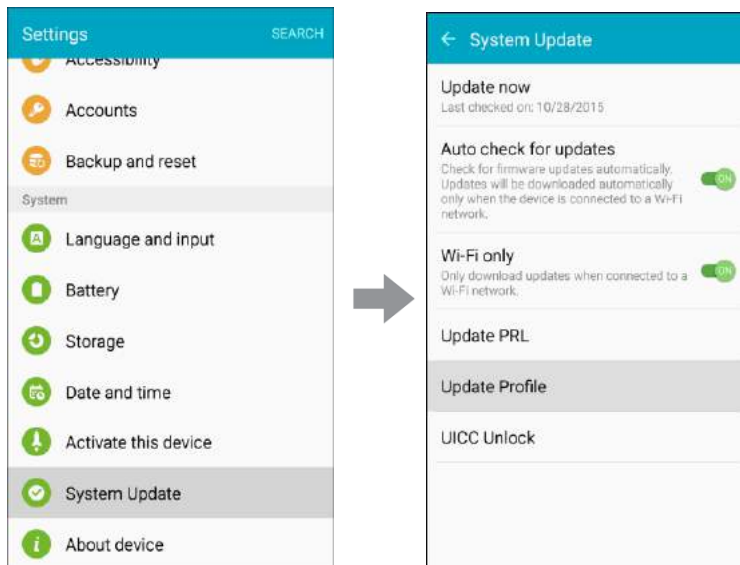 Settings
SEARCH
Accessibility
Accounts
Backup and reset
System
Language and input
Battery
Storage
Date and time
Activate this device
System Update
About device
System Update
Update now
Last checked on: 10/28/2015
Auto check for updates
Check for firmware updates automatically.
Updates will be downloaded automatically
only when the device is connected to a Wi-Fi
network.
ON
Wi-Fi only
Only download updates when connected to a
Wi-Fi network.
ON
Update PRL
Update Profile
UICC Unlock